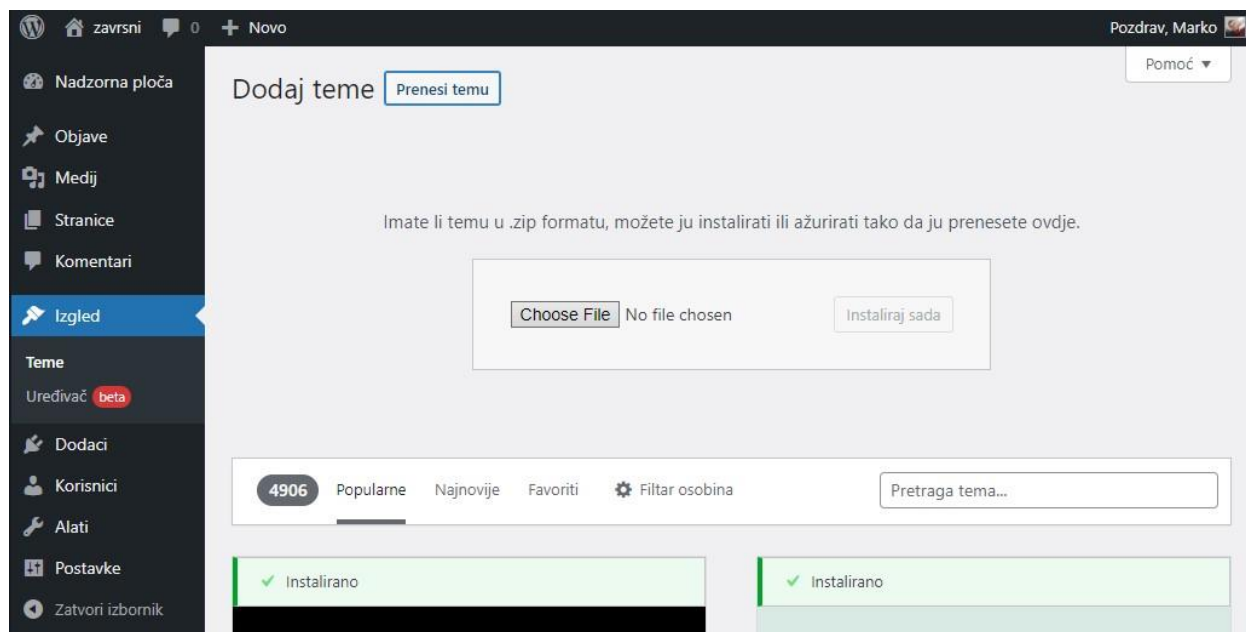 zavrsni 0 + Novo Pozdrav, Marko
Pomoć ▼
Nadzorna ploča
Objave
Medij
Stranice
Komentari
Izgled
Teme
Uređivač beta
Dodaci
Korisnici
Alati
Postavke
Zatvori izbornik
Dodaj teme Prenesi temu
Imate li temu u .zip formatu, možete ju instalirati ili ažurirati tako da ju prenesete ovdje.
Choose File No file chosen Instaliraj sada
4906 Popularne Najnovije Favoriti Filtar osobina Pretraga tema...
Instalirano Instalirano